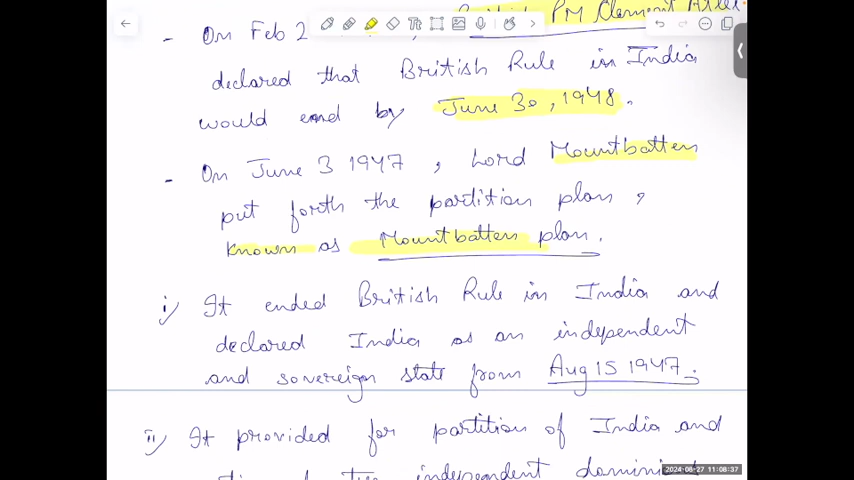 PM Clement
- On Feb 2
declared that British Rule in India
would end by June 30, 1948.
- On June 3 1947, Lord Mountbatten
put forth the partition plan,
known as Mountbatten plan.
i) It ended British Rule in India and
declared India as an independent
and sovereign state from Aug 15 1947.
ii) It provided for partition of India and
independent
2024-08-27 11:08:37